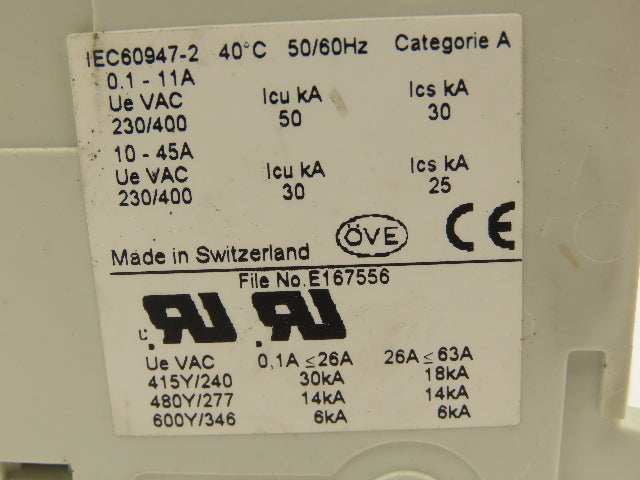 IEC60947-2 40°C 50/60Hz Categorie A
0.1 - 11A
Ue VAC Icu kA Ics kA
230/400 50 30
10 - 45A
Ue VAC Icu kA Ics kA
230/400 30 25
Made in Switzerland ÖVE CE
File No.E167556
c RU RU
Ue VAC 0,1A ≤26A 26A ≤ 63A
415Y/240 30kA 18kA
480Y/277 14kA 14kA
600Y/346 6kA 6kA